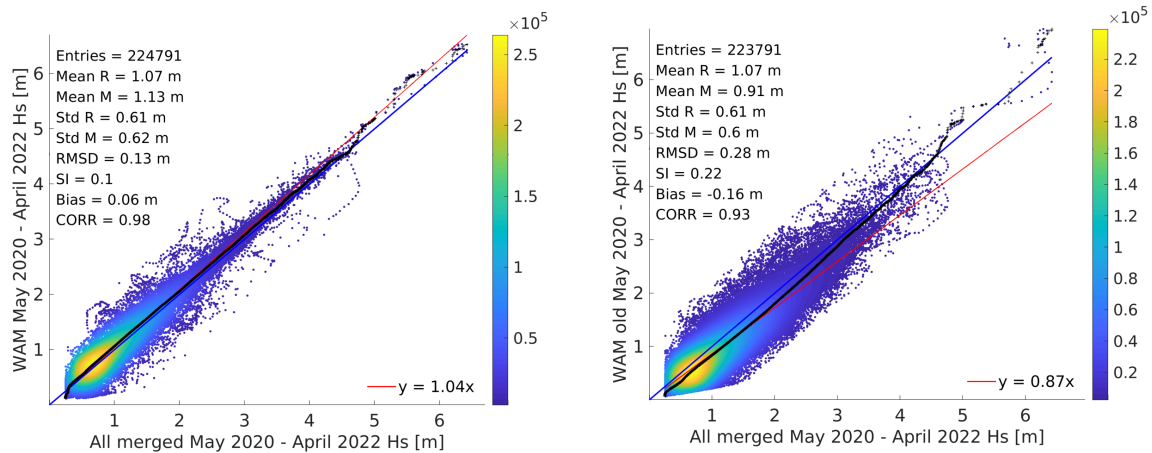 ×10⁵
Entries = 224791
Mean R = 1.07 m
Mean M = 1.13 m
Std R = 0.61 m
Std M = 0.62 m
RMSD = 0.13 m
SI = 0.1
Bias = 0.06 m
CORR = 0.98
y = 1.04x
WAM May 2020 - April 2022 Hs [m]
6
5
4
3
2
1
1 2 3 4 5 6
All merged May 2020 - April 2022 Hs [m]
2.5
2
1.5
1
0.5
×10⁵
Entries = 223791
Mean R = 1.07 m
Mean M = 0.91 m
Std R = 0.61 m
Std M = 0.6 m
RMSD = 0.28 m
SI = 0.22
Bias = -0.16 m
CORR = 0.93
y = 0.87x
WAM old May 2020 - April 2022 Hs [m]
6
5
4
3
2
1
1 2 3 4 5 6
All merged May 2020 - April 2022 Hs [m]
2.2
2
1.8
1.6
1.4
1.2
1
0.8
0.6
0.4
0.2